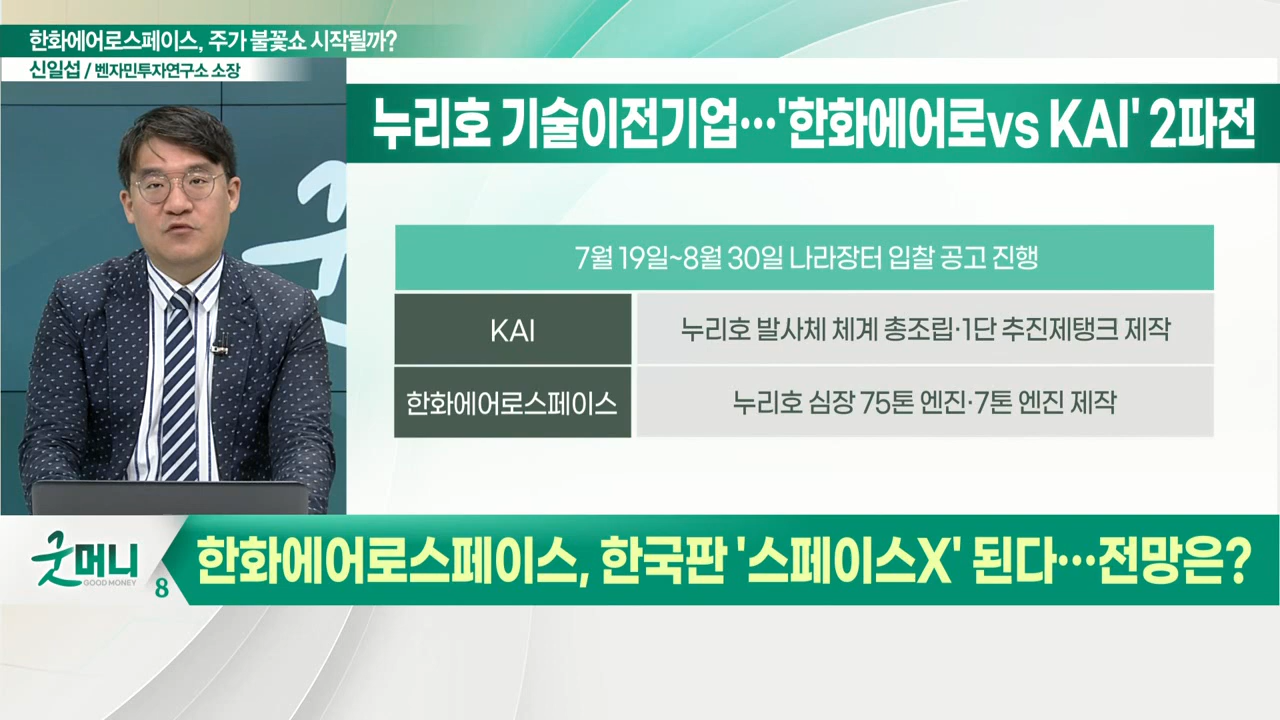 한화에어로스페이스, 주가 불꽃쇼 시작될까?
신일섭 / 벤자민투자연구소 소장
누리호 기술이전기업…'한화에어로vs KAI' 2파전
7월 19일~8월 30일 나라장터 입찰 공고 진행
KAI 누리호 발사체 체계 총조립·1단 추진제탱크 제작
한화에어로스페이스 누리호 심장 75톤 엔진·7톤 엔진 제작
굿머니
GOOD MONEY
8
한화에어로스페이스, 한국판 '스페이스X' 된다…전망은?